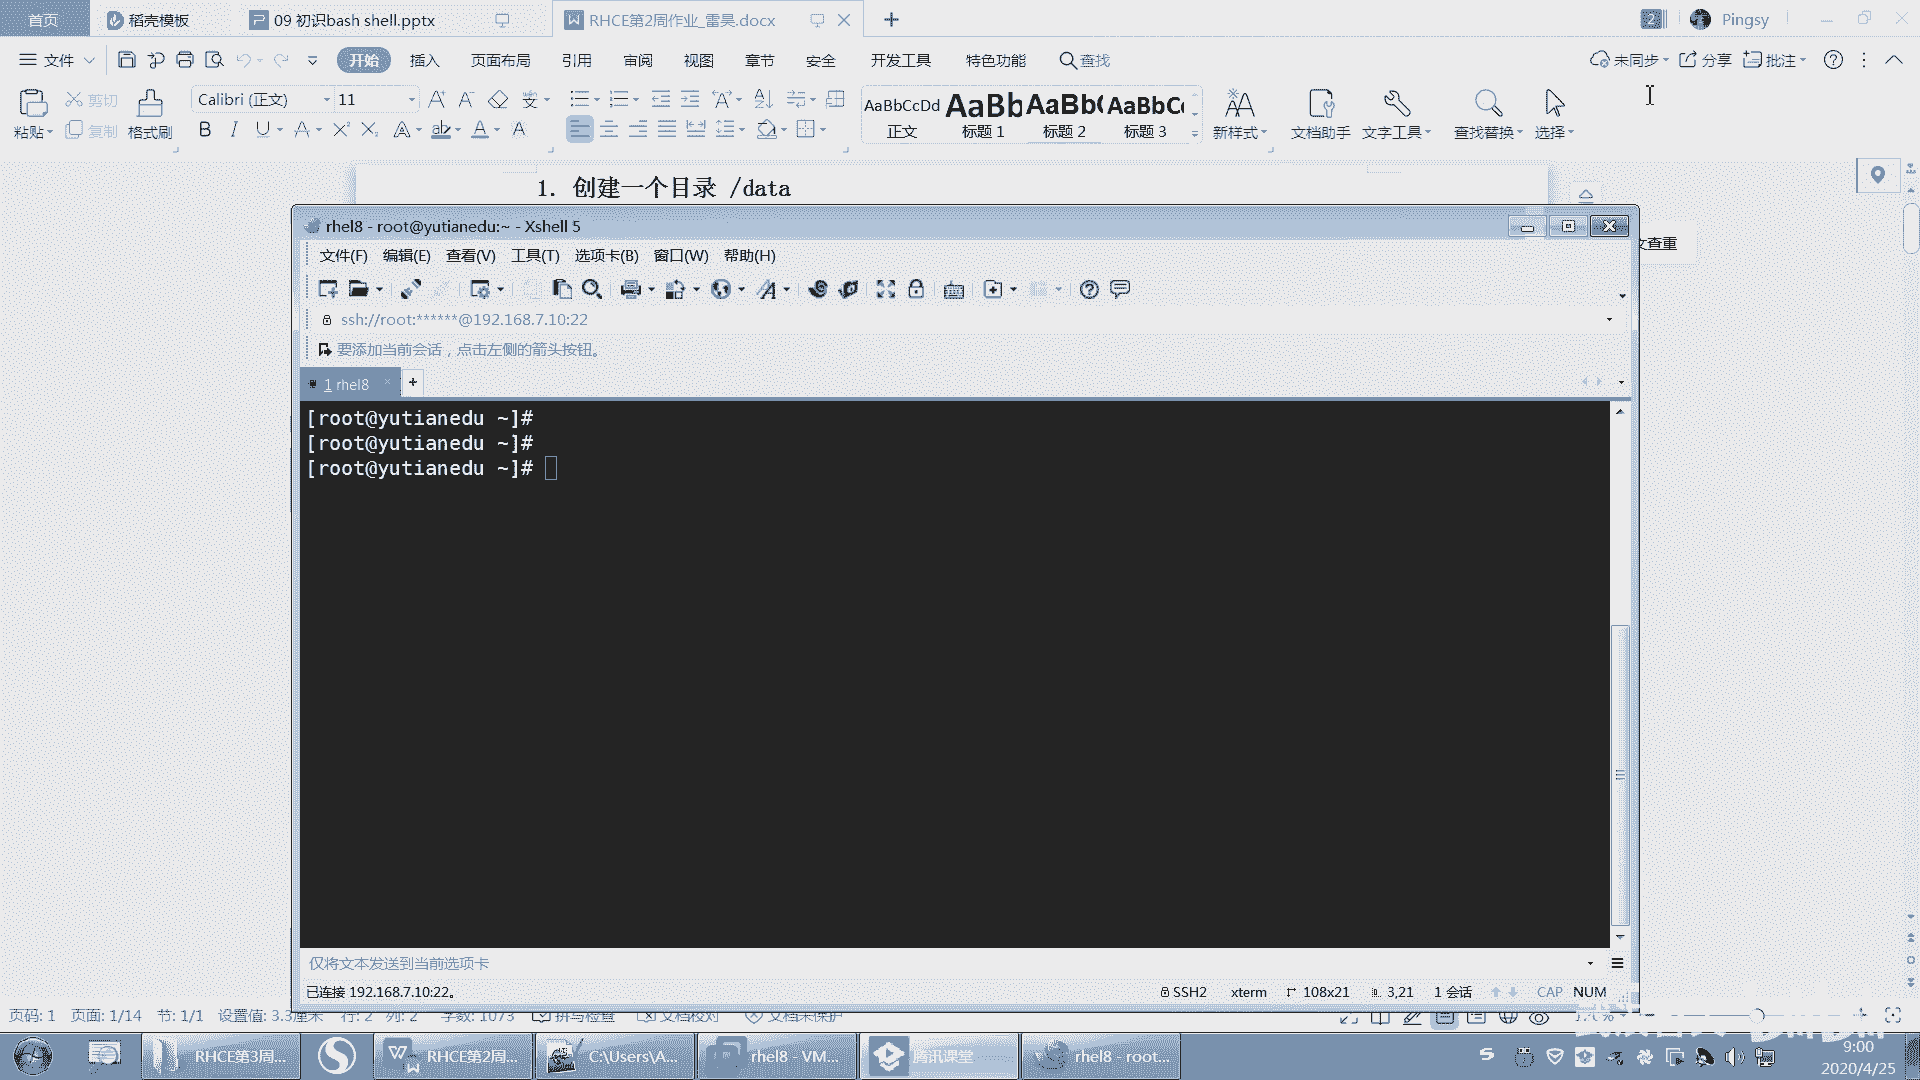 首页 稻壳模板 09 初识bash shell.pptx RHCE第2周作业_雷昊.docx 2 Pingsy
文件 开始 插入 页面布局 引用 审阅 视图 章节 安全 开发工具 特色功能 查找 未同步 分享 批注
粘贴 剪切 复制 格式刷 Calibri (正文) 11 AaBbCcDd 正文 AaBb 标题 1 AaBb( 标题 2 AaBbC 标题 3 新样式 文档助手 文字工具 查找替换 选择
1. 创建一个目录 /data
rhel8 - root@yutianedu:~ - Xshell 5
文件(F) 编辑(E) 查看(V) 工具(T) 选项卡(B) 窗口(W) 帮助(H)
文查重
ssh://root:******@192.168.7.10:22
要添加当前会话，点击左侧的箭头按钮。
1 rhel8
[root@yutianedu ~]#
[root@yutianedu ~]#
[root@yutianedu ~]#
仅将文本发送到当前选项卡
已连接 192.168.7.10:22。 SSH2 xterm 108x21 3,21 1 会话 CAP NUM
页码: 1 页面: 1/14 节: 1/1 设置值: 3.3厘米 行: 2 列: 2 字数: 1073 拼写检查 文档校对 文档未保护
RHCE第3周... RHCE第2周... C:\Users\A... rhel8 - VM... 腾讯课堂 rhel8 - root...
9:00
2020/4/25